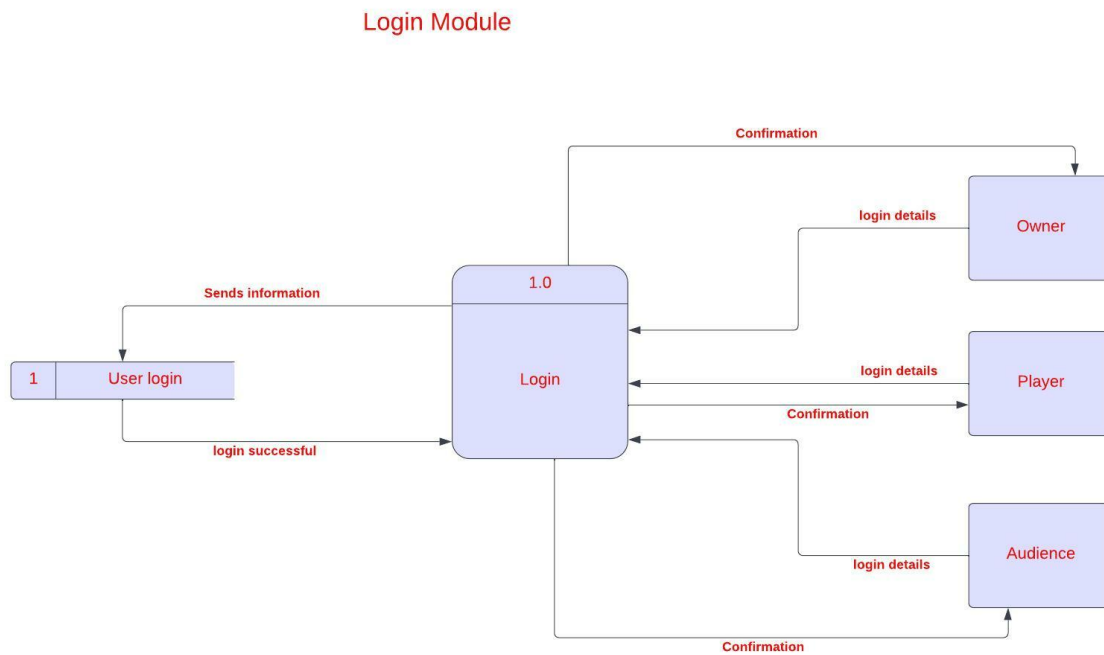 Login Module
Confirmation
login details
Owner
1.0
Sends information
1
User login
Login
login details
Player
Confirmation
login successful
Audience
login details
Confirmation